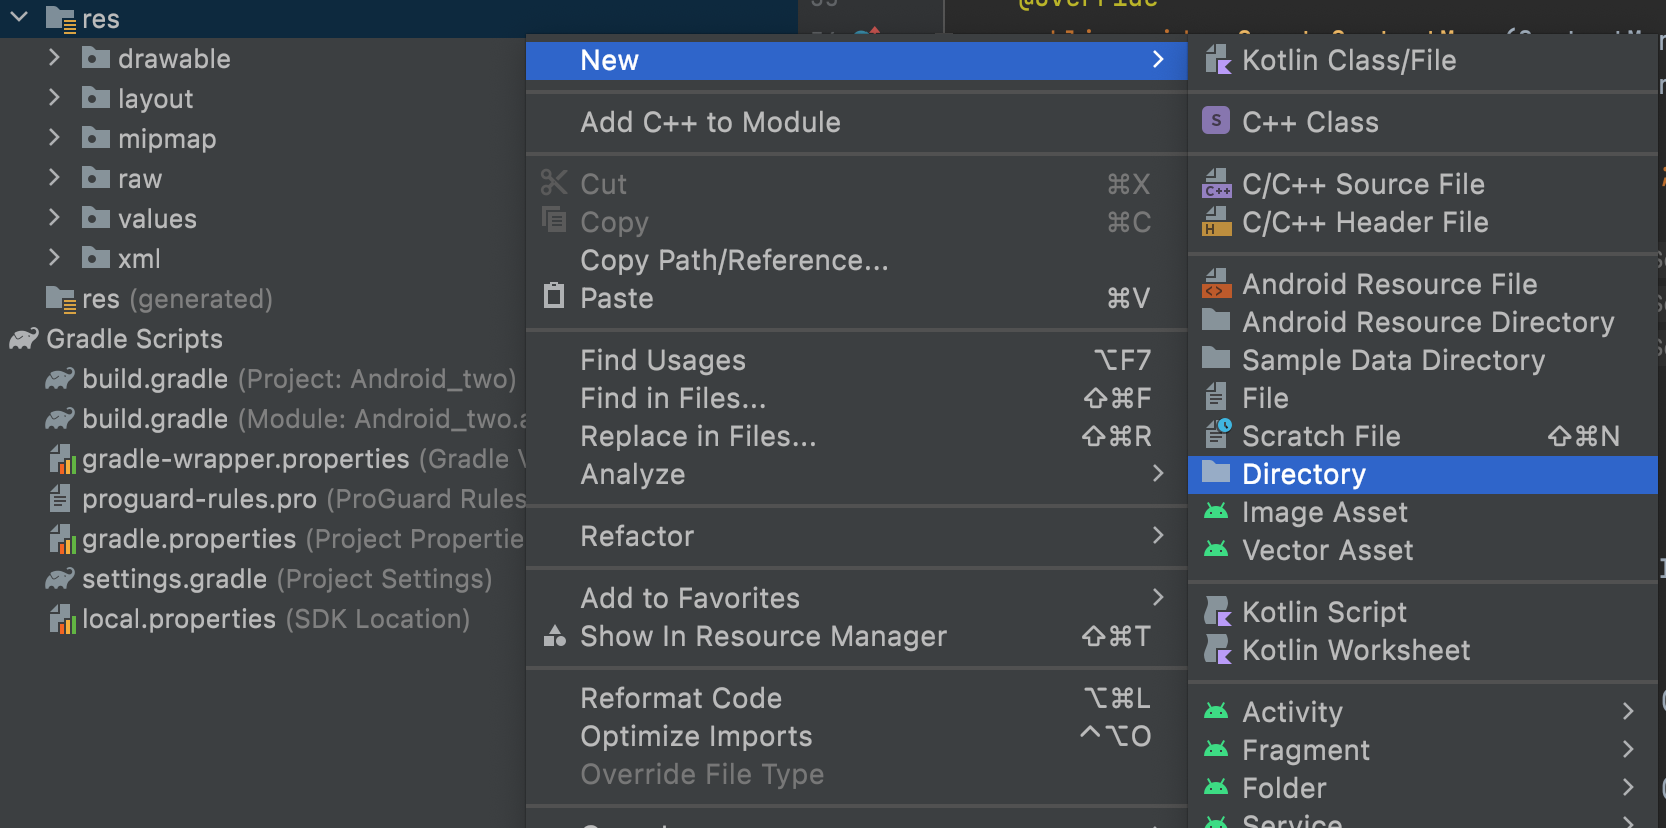 res
drawable
layout
mipmap
raw
values
xml
res (generated)
Gradle Scripts
build.gradle (Project: Android_two)
build.gradle (Module: Android_two.a
gradle-wrapper.properties (Gradle V
proguard-rules.pro (ProGuard Rules
gradle.properties (Project Propertie
settings.gradle (Project Settings)
local.properties (SDK Location)
New
Add C++ to Module
Cut ⌘X
Copy ⌘C
Copy Path/Reference...
Paste ⌘V
Find Usages ⌥F7
Find in Files... ⇧⌘F
Replace in Files... ⇧⌘R
Analyze
Refactor
Add to Favorites
Show In Resource Manager ⇧⌘T
Reformat Code ⌥⌘L
Optimize Imports ^⌥O
Override File Type
Kotlin Class/File
S C++ Class
C++ C/C++ Source File
H C/C++ Header File
<> Android Resource File
Android Resource Directory
Sample Data Directory
File
Scratch File ⇧⌘N
Directory
Image Asset
Vector Asset
Kotlin Script
Kotlin Worksheet
Activity
Fragment
Folder
Service